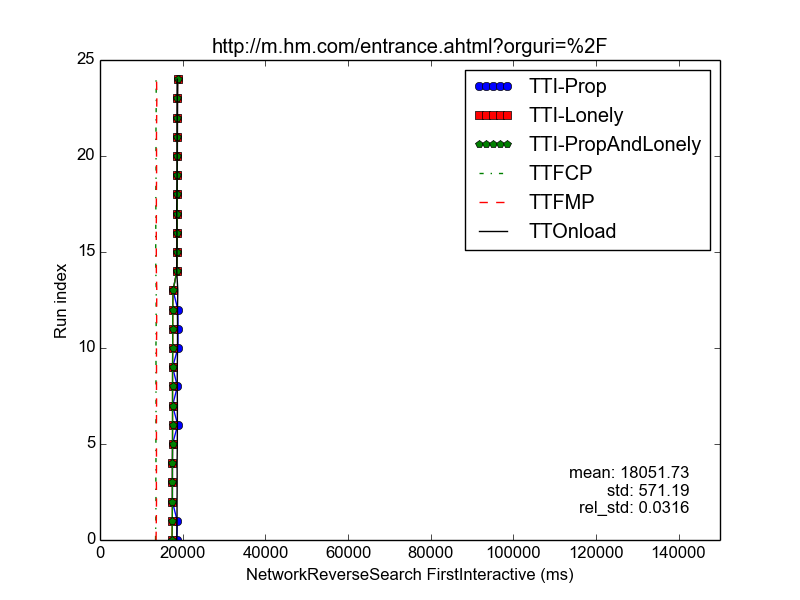 http://m.hm.com/entrance.ahtml?orguri=%2F
25
20
15
10
5
0
Run index
TTI-Prop
TTI-Lonely
TTI-PropAndLonely
TTFCP
TTFMP
TTOnload
mean: 18051.73
std: 571.19
rel_std: 0.0316
0 20000 40000 60000 80000 100000 120000 140000
NetworkReverseSearch FirstInteractive (ms)